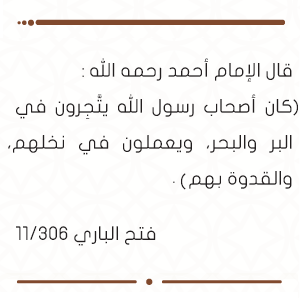 قال الإمام أحمد رحمه الله :
(كان أصحاب رسول الله يتَّجِرون في
البر والبحر، ويعملون في نخلهم،
والقدوة بهم) .
فتح الباري 11/306